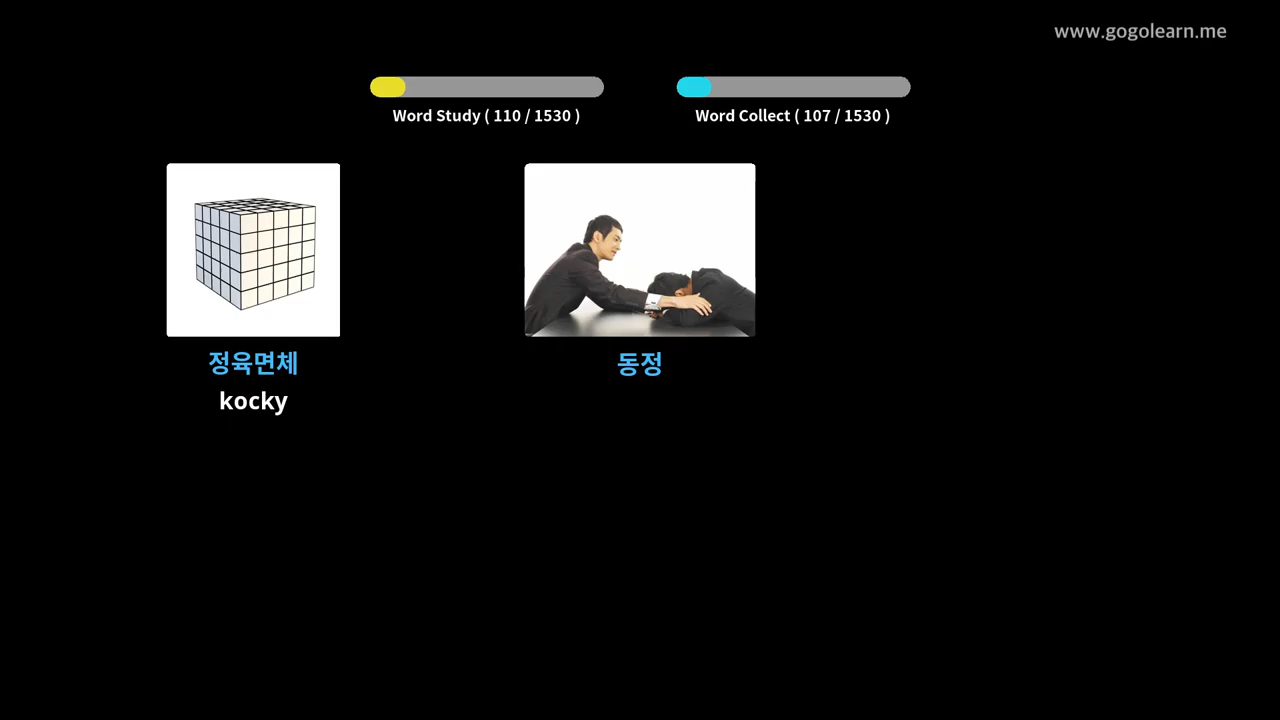 www.gogolearn.me
Word Study ( 110 / 1530 )
Word Collect ( 107 / 1530 )
정육면체
kocky
동정